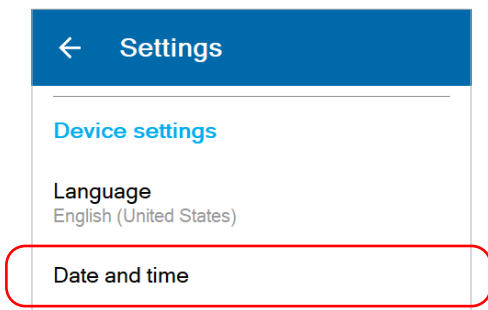 Settings
Device settings
Language
English (United States)
Date and time